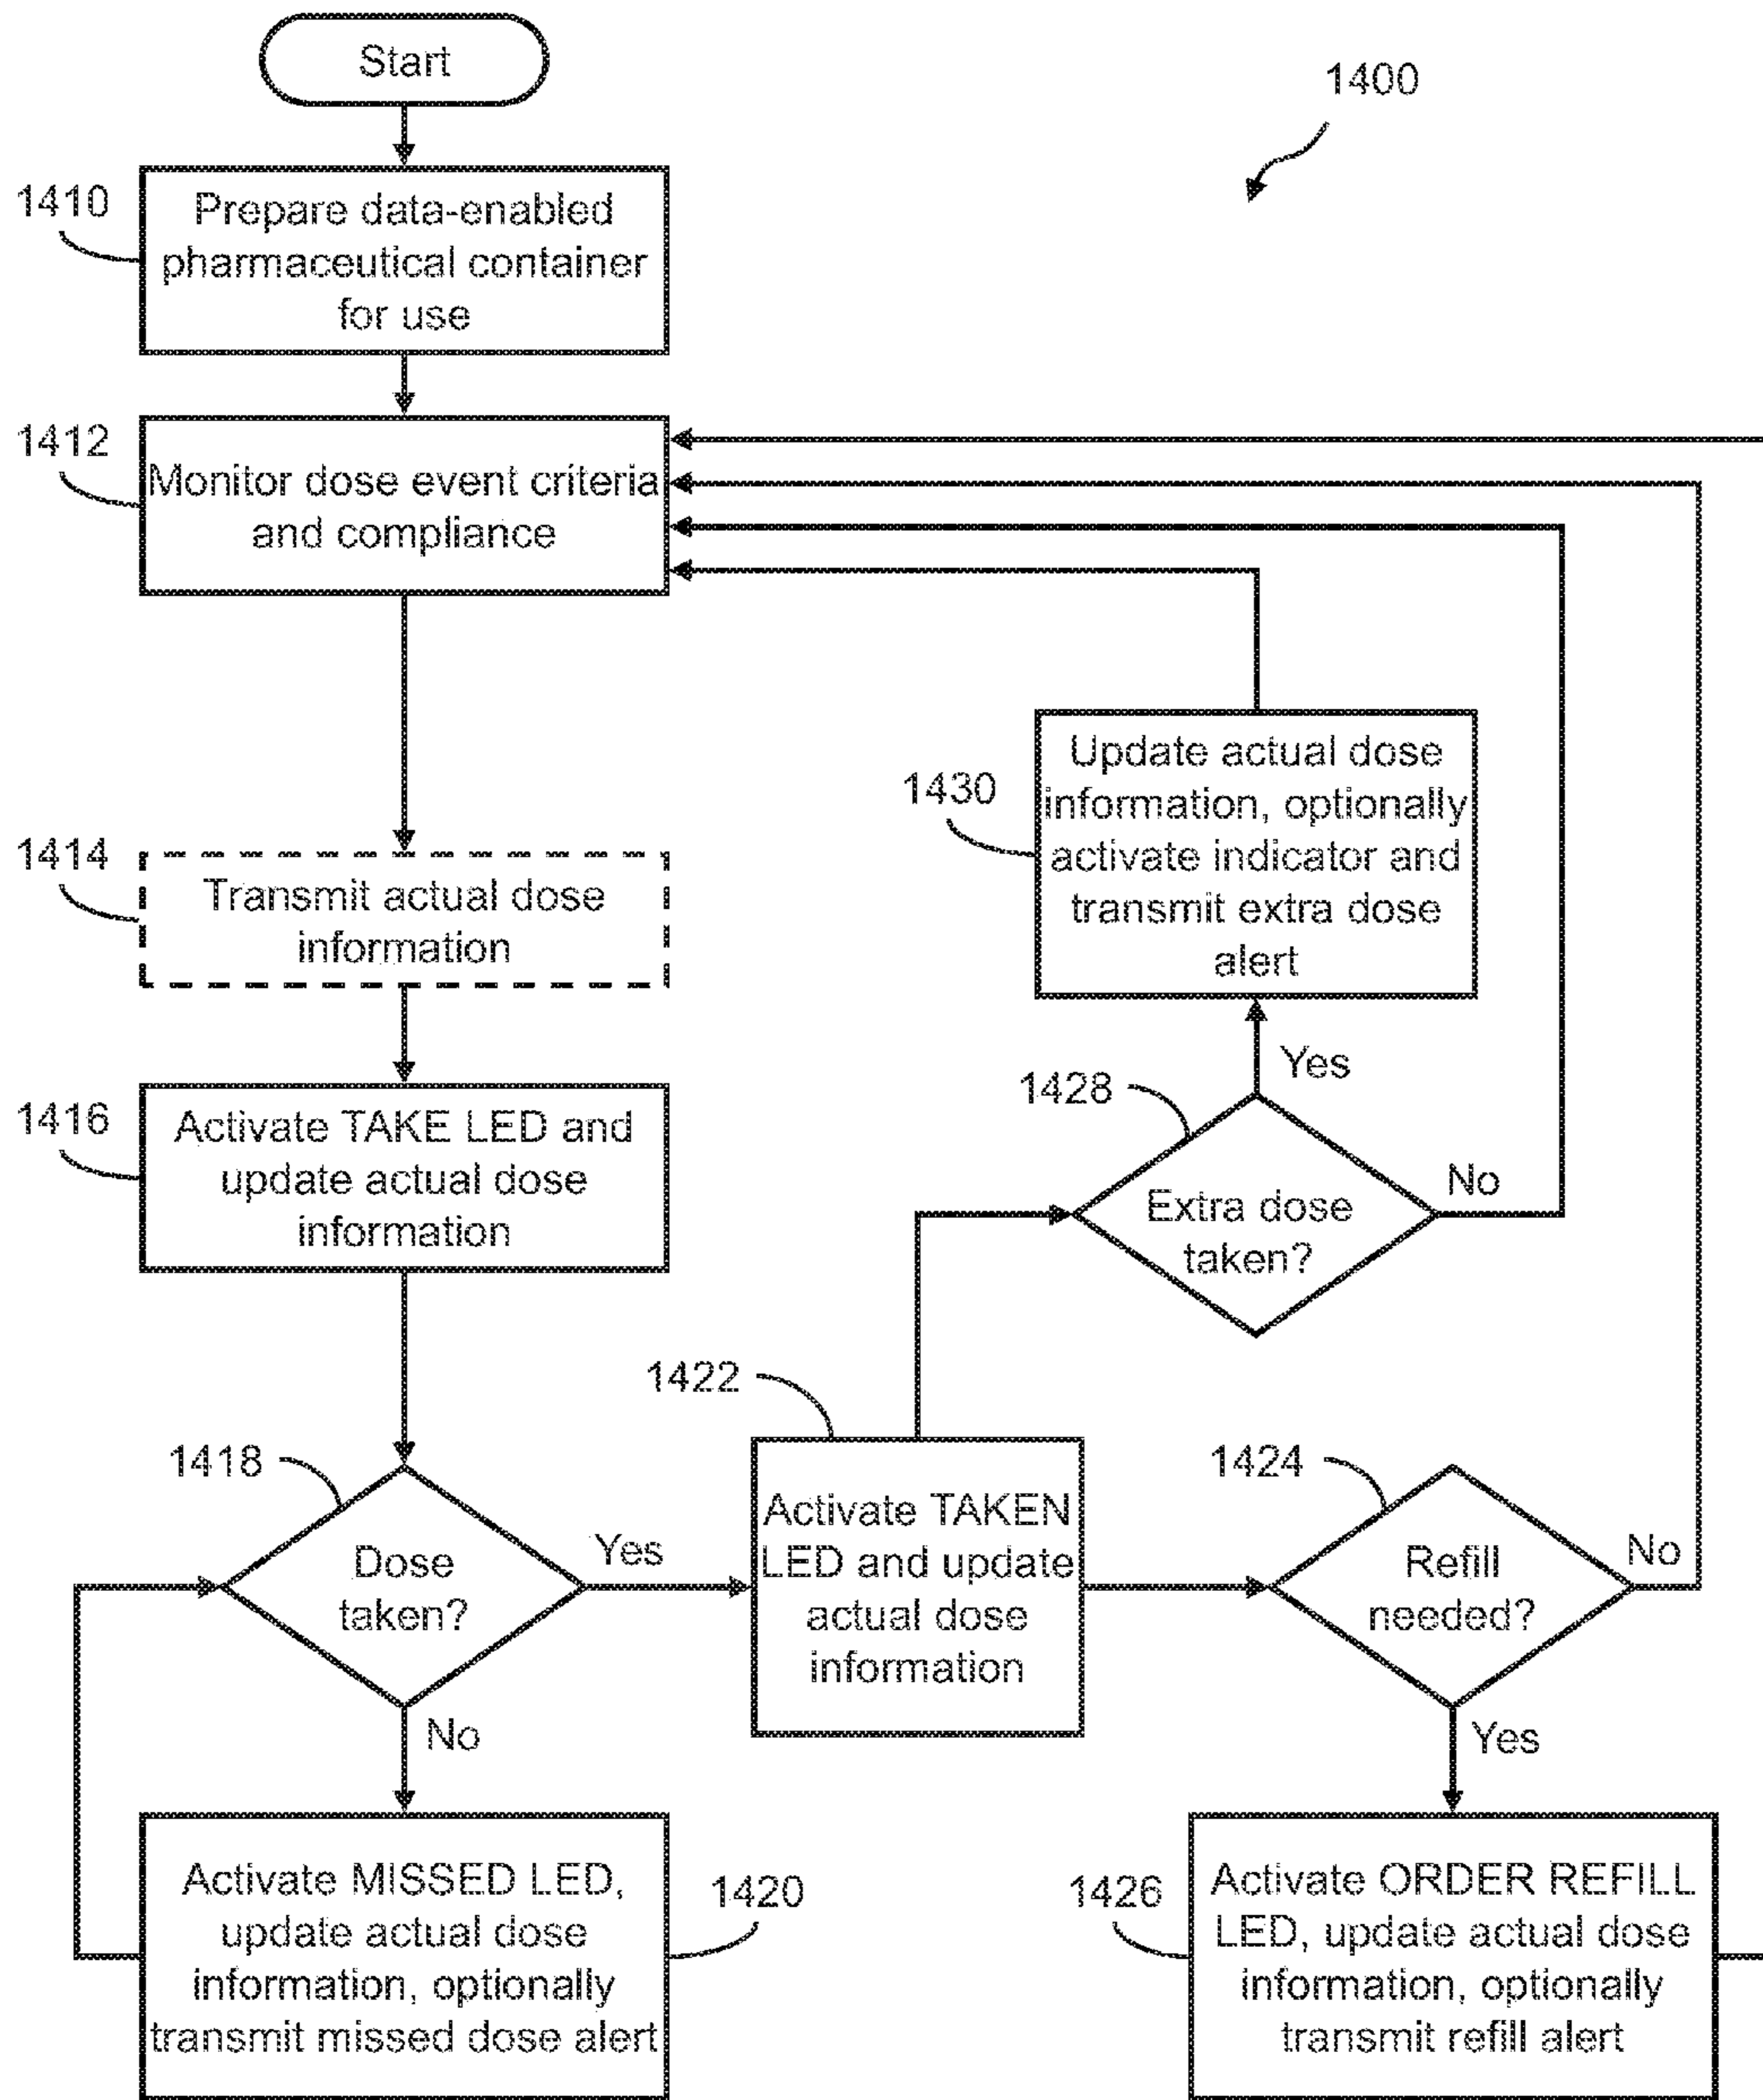 Start
1400
1410
Prepare data-enabled
pharmaceutical container
for use
1412
Monitor dose event criteria
and compliance
1414
Transmit actual dose
information
1430
Update actual dose
information, optionally
activate indicator and
transmit extra dose
alert
Yes
1416
Activate TAKE LED and
update actual dose
information
1428
Extra dose
taken?
No
1418
Dose
taken?
Yes
No
1422
Activate TAKEN
LED and update
actual dose
information
1424
Refill
needed?
No
Yes
Activate MISSED LED,
update actual dose
information, optionally
transmit missed dose alert
1420
1426
Activate ORDER REFILL
LED, update actual dose
information, optionally
transmit refill alert